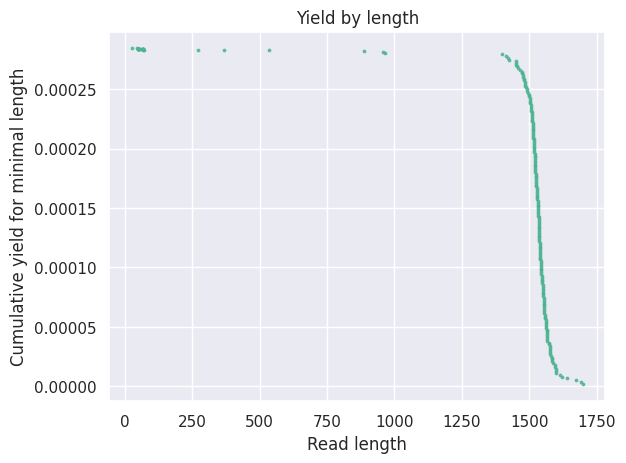 Yield by length
Cumulative yield for minimal length
0.00025
0.00020
0.00015
0.00010
0.00005
0.00000
0 250 500 750 1000 1250 1500 1750
Read length